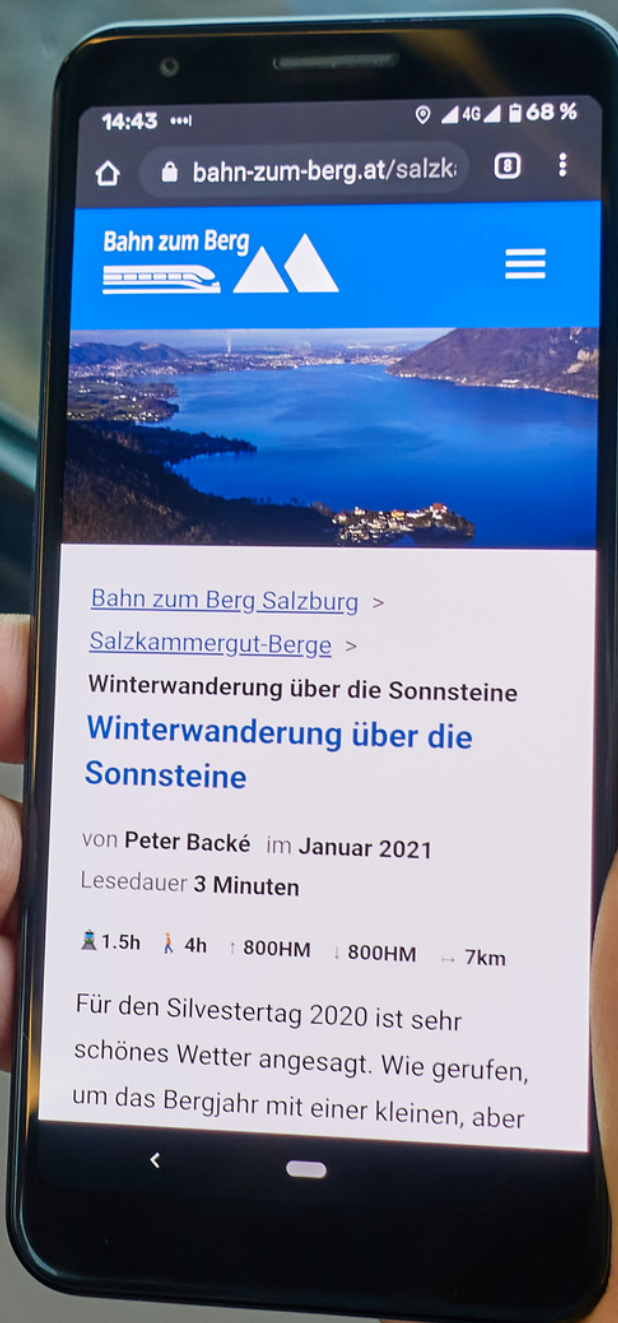 14:43
4G 68 %
bahn-zum-berg.at/salzk
8
Bahn zum Berg
Bahn zum Berg Salzburg >
Salzkammergut-Berge >
Winterwanderung über die Sonnsteine
Winterwanderung über die
Sonnsteine
von Peter Backé im Januar 2021
Lesedauer 3 Minuten
1.5h 4h ↑ 800HM ↓ 800HM → 7km
Für den Silvestertag 2020 ist sehr
schönes Wetter angesagt. Wie gerufen,
um das Bergjahr mit einer kleinen, aber